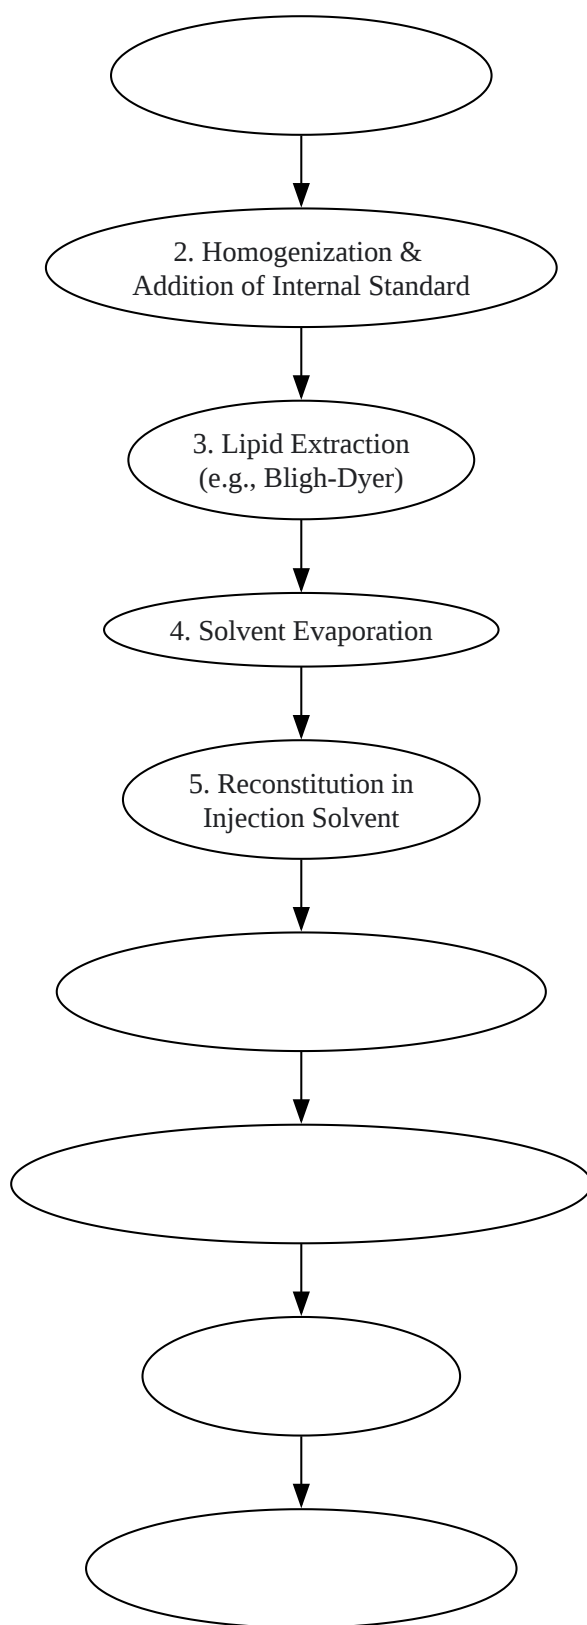 2. Homogenization &
Addition of Internal Standard
3. Lipid Extraction
(e.g., Bligh-Dyer)
4. Solvent Evaporation
5. Reconstitution in
Injection Solvent